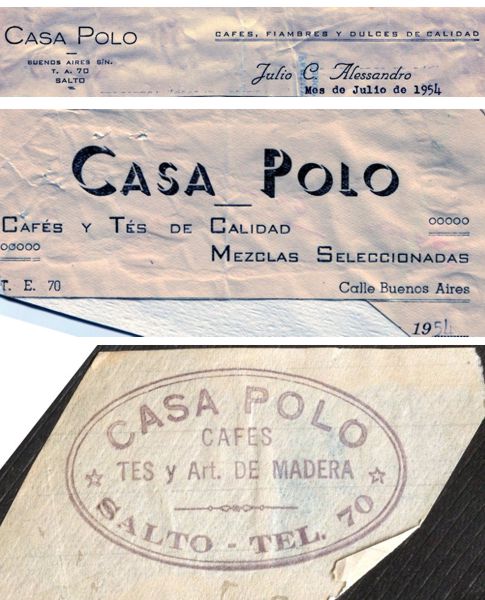 CASA POLO
CAFES, FIAMBRES Y DULCES DE CALIDAD
BUENOS AIRES S/N.
T. A. 70
SALTO
Julio C. Alessandro
Mes de Julio de 1954
CASA POLO
CAFÉS Y TÉS DE CALIDAD
MEZCLAS SELECCIONADAS
T. E. 70
Calle Buenos Aires
1954
CASA POLO
CAFES
TES y Art. DE MADERA
SALTO - TEL. 70